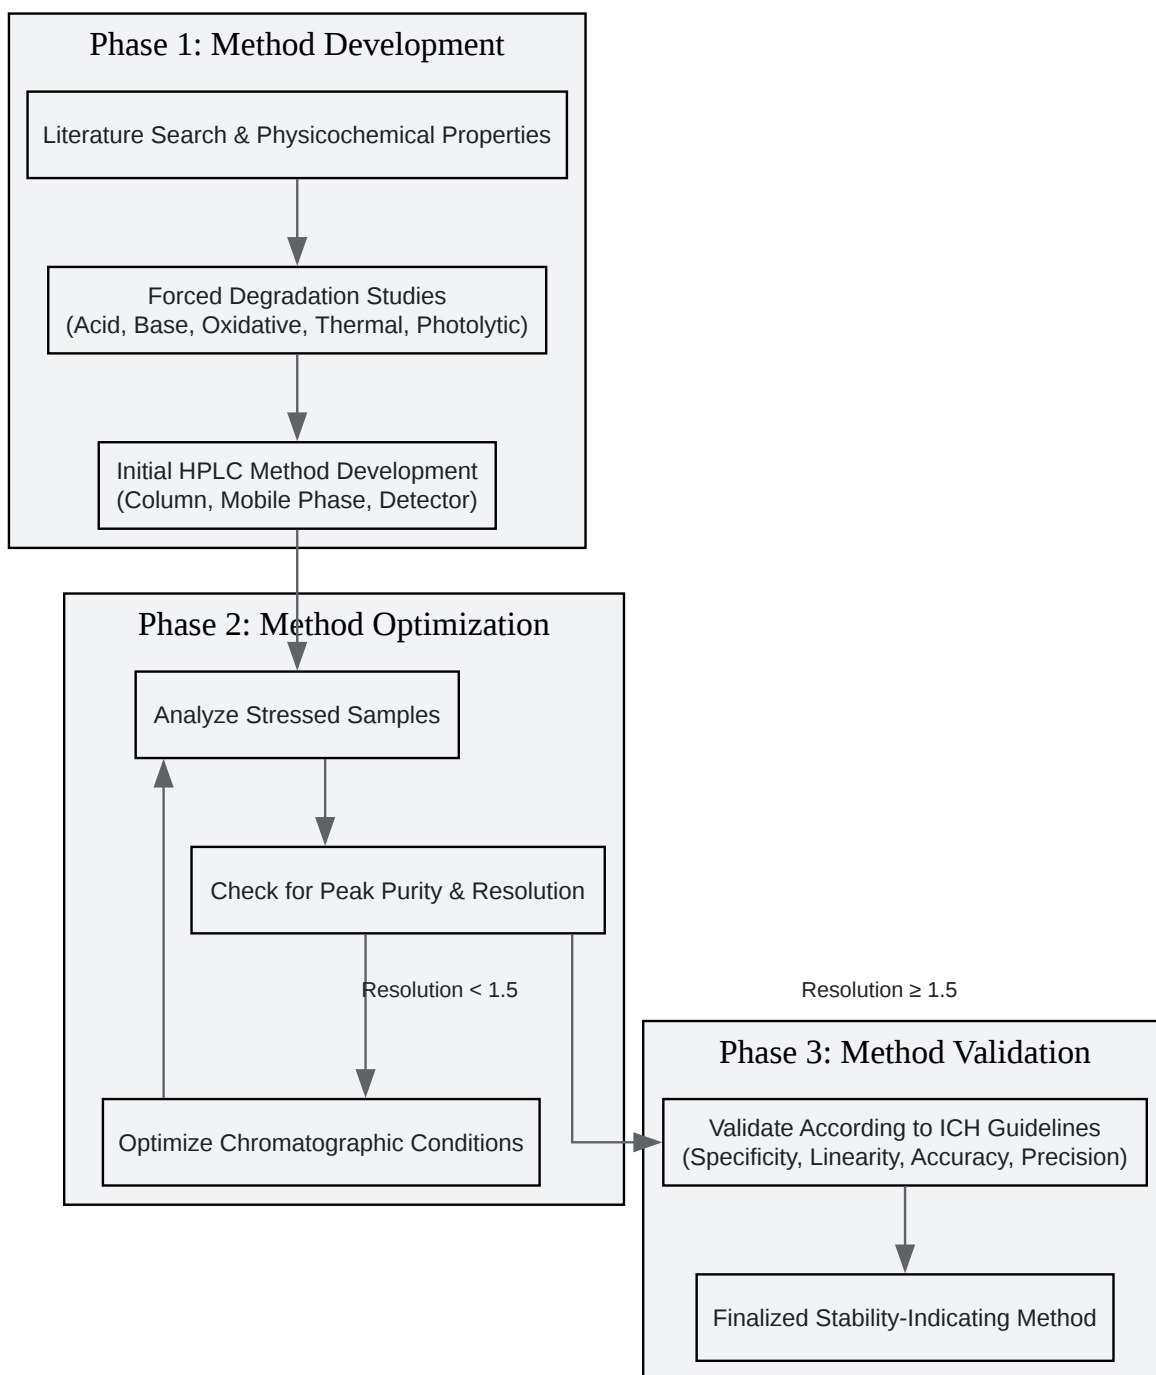 Phase 1: Method Development
Literature Search & Physicochemical Properties
Forced Degradation Studies
(Acid, Base, Oxidative, Thermal, Photolytic)
Initial HPLC Method Development
(Column, Mobile Phase, Detector)
Phase 2: Method Optimization
Analyze Stressed Samples
Check for Peak Purity & Resolution
Resolution < 1.5
Resolution ≥ 1.5
Optimize Chromatographic Conditions
Phase 3: Method Validation
Validate According to ICH Guidelines
(Specificity, Linearity, Accuracy, Precision)
Finalized Stability-Indicating Method